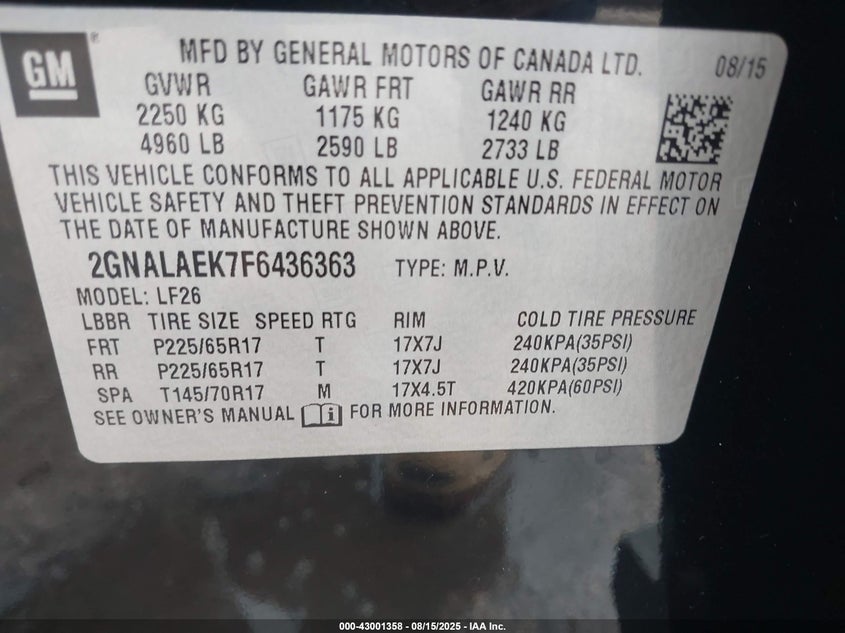 GM®
MFD BY GENERAL MOTORS OF CANADA LTD. 08/15
GVWR GAWR FRT GAWR RR
2250 KG 1175 KG 1240 KG
4960 LB 2590 LB 2733 LB
THIS VEHICLE CONFORMS TO ALL APPLICABLE U.S. FEDERAL MOTOR
VEHICLE SAFETY AND THEFT PREVENTION STANDARDS IN EFFECT ON
THE DATE OF MANUFACTURE SHOWN ABOVE.
2GNALAEK7F6436363 TYPE: M.P.V.
MODEL: LF26
LBBR TIRE SIZE SPEED RTG RIM COLD TIRE PRESSURE
FRT P225/65R17 T 17X7J 240KPA(35PSI)
RR P225/65R17 T 17X7J 240KPA(35PSI)
SPA T145/70R17 M 17X4.5T 420KPA(60PSI)
SEE OWNER'S MANUAL i FOR MORE INFORMATION.
000-43001358 - 08/15/2025 - IAA Inc.